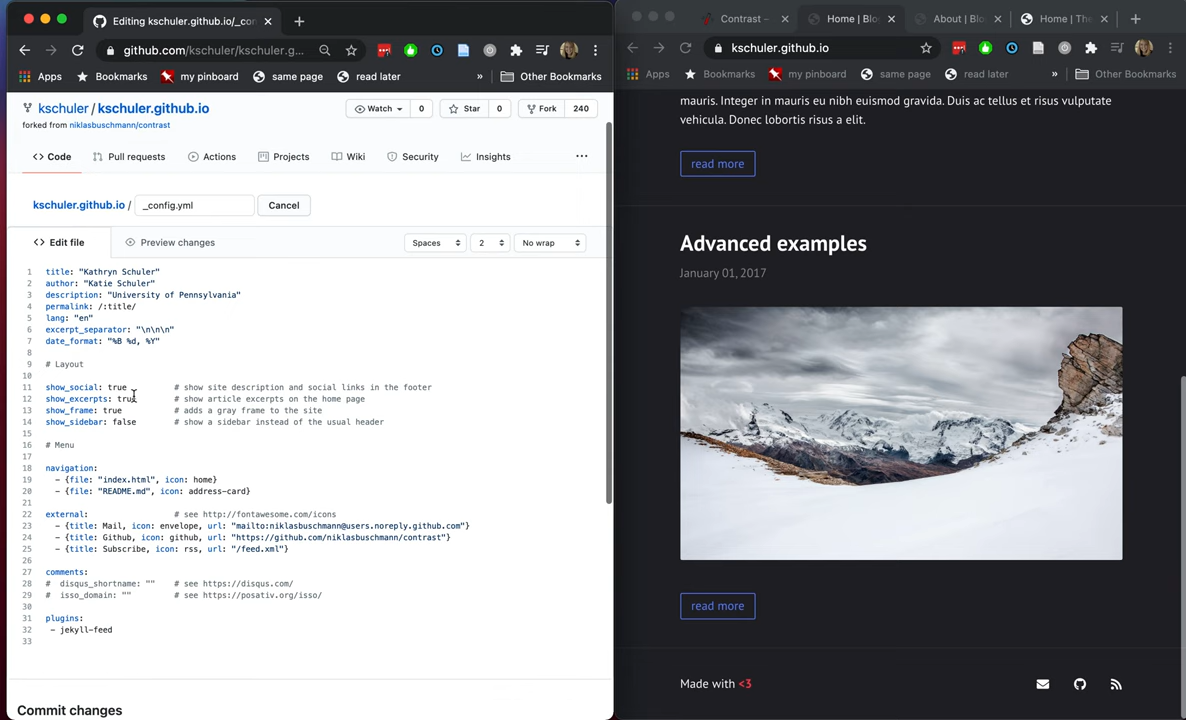 Editing kschuler.github.io/_con
github.com/kschuler/kschuler.g...
Apps
Bookmarks
my pinboard
same page
read later
»
Other Bookmarks
kschuler / kschuler.github.io
Watch
0
Star
0
Fork
240
forked from niklasbuschmann/contrast
<> Code
Pull requests
Actions
Projects
Wiki
Security
Insights
...
kschuler.github.io / _config.yml
Cancel
<> Edit file
Preview changes
Spaces
2
No wrap
1 title: "Kathryn Schuler"
2 author: "Katie Schuler"
3 description: "University of Pennsylvania"
4 permalink: /:title/
5 lang: "en"
6 excerpt_separator: "\n\n\n"
7 date_format: "%B %d, %Y"
8
9 # Layout
10
11 show_social: true # show site description and social links in the footer
12 show_excerpts: true # show article excerpts on the home page
13 show_frame: true # adds a gray frame to the site
14 show_sidebar: false # show a sidebar instead of the usual header
15
16 # Menu
17
18 navigation:
19 - {file: "index.html", icon: home}
20 - {file: "README.md", icon: address-card}
21
22 external: # see http://fontawesome.com/icons
23 - {title: Mail, icon: envelope, url: "mailto:niklasbuschmann@users.noreply.github.com"}
24 - {title: Github, icon: github, url: "https://github.com/niklasbuschmann/contrast"}
25 - {title: Subscribe, icon: rss, url: "/feed.xml"}
26
27 comments:
28 # disqus_shortname: "" # see https://disqus.com/
29 # isso_domain: "" # see https://posativ.org/isso/
30
31 plugins:
32 - jekyll-feed
33
Commit changes
Contrast –
Home | Blo
About | Blo
Home | The
kschuler.github.io
Apps
Bookmarks
my pinboard
same page
read later
»
Other Bookmarks
mauris. Integer in mauris eu nibh euismod gravida. Duis ac tellus et risus vulputate
vehicula. Donec lobortis risus a elit.
read more
Advanced examples
January 01, 2017
read more
Made with <3